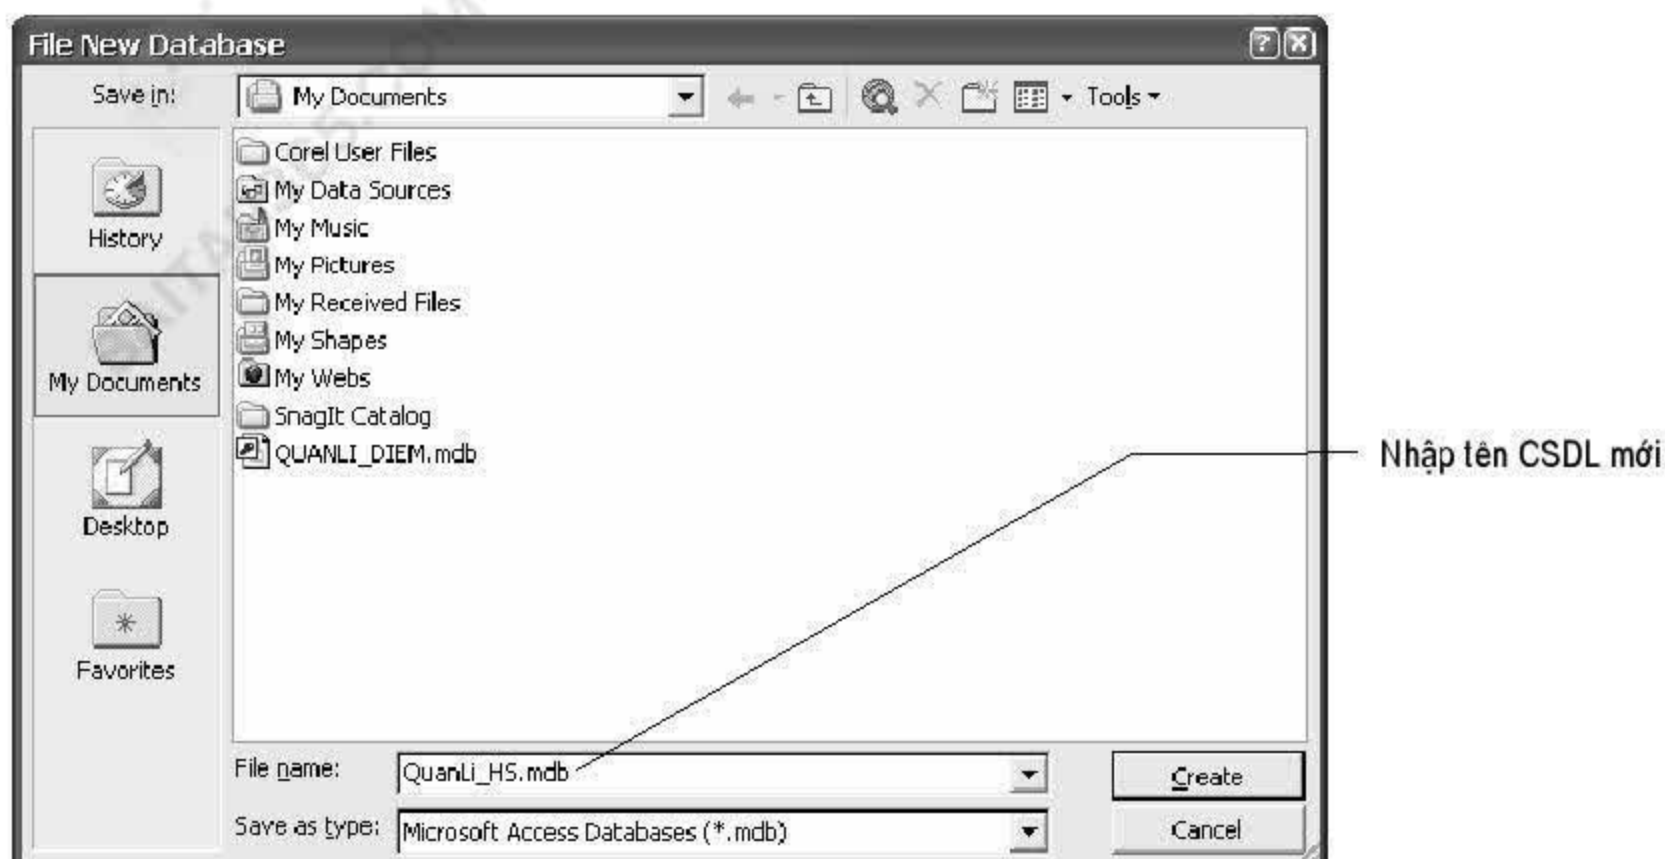 File New Database
Save in:
My Documents
Tools
History
My Documents
Desktop
Favorites
Corel User Files
My Data Sources
My Music
My Pictures
My Received Files
My Shapes
My Webs
SnagIt Catalog
QUANLI_DIEM.mdb
Nhập tên CSDL mới
File name:
QuanLi_HS.mdb
Create
Save as type:
Microsoft Access Databases (*.mdb)
Cancel